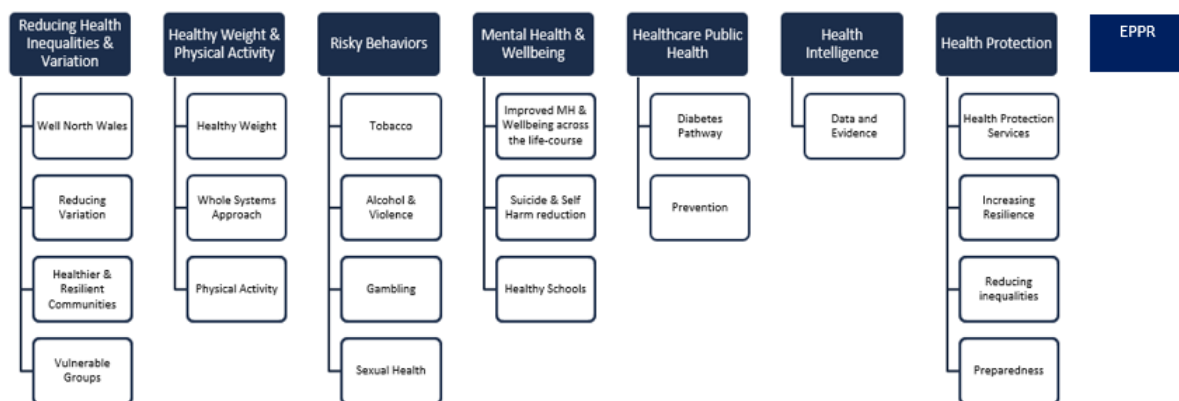 Reducing Health
Inequalities &
Variation
Well North Wales
Reducing
Variation
Healthier &
Resilient
Communities
Vulnerable
Groups
Healthy Weight &
Physical Activity
Healthy Weight
Whole Systems
Approach
Physical Activity
Risky Behaviors
Tobacco
Alcohol &
Violence
Gambling
Sexual Health
Mental Health &
Wellbeing
Improved MH &
Wellbeing across
the life-course
Suicide & Self
Harm reduction
Healthy Schools
Healthcare Public
Health
Diabetes
Pathway
Prevention
Health
Intelligence
Data and
Evidence
Health Protection
Health Protection
Services
Increasing
Resilience
Reducing
inequalities
Preparedness
EPPR